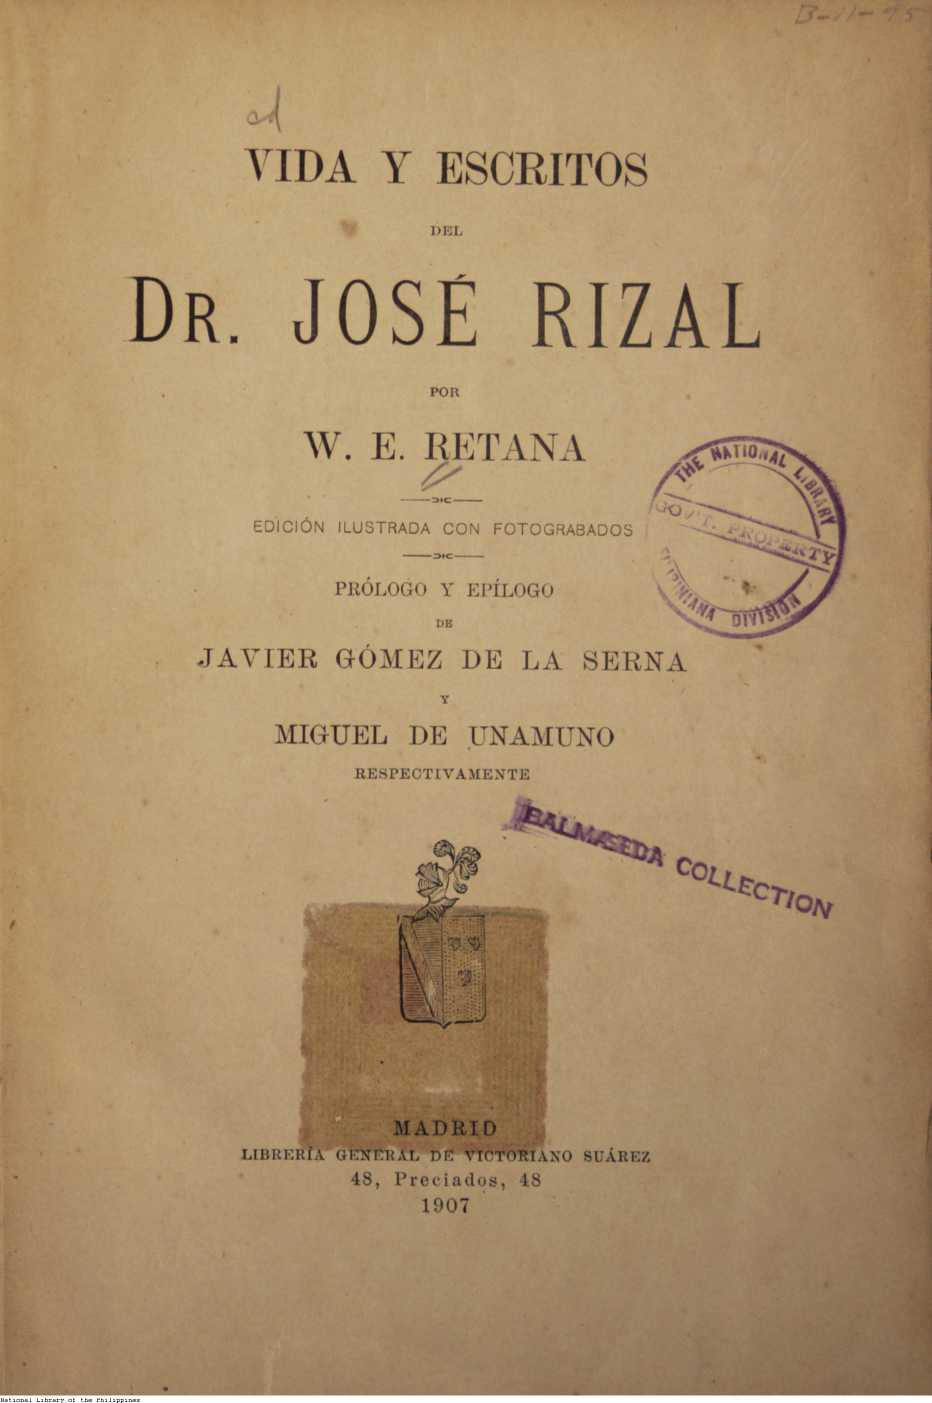 cd
VIDA Y ESCRITOS
DEL
DR. JOSÉ RIZAL
POR
W. E. RETANA
EDICIÓN ILUSTRADA CON FOTOGRABADOS
PRÓLOGO Y EPÍLOGO
DE
JAVIER GÓMEZ DE LA SERNA
Y
MIGUEL DE UNAMUNO
RESPECTIVAMENTE
THE NATIONAL LIBRARY
GOV'T. PROPERTY
FILIPINIANA DIVISION
BALMASEDA COLLECTION
MADRID
LIBRERÍA GENERAL DE VICTORIANO SUÁREZ
48, Preciados, 48
1907
National Library of the Philippines